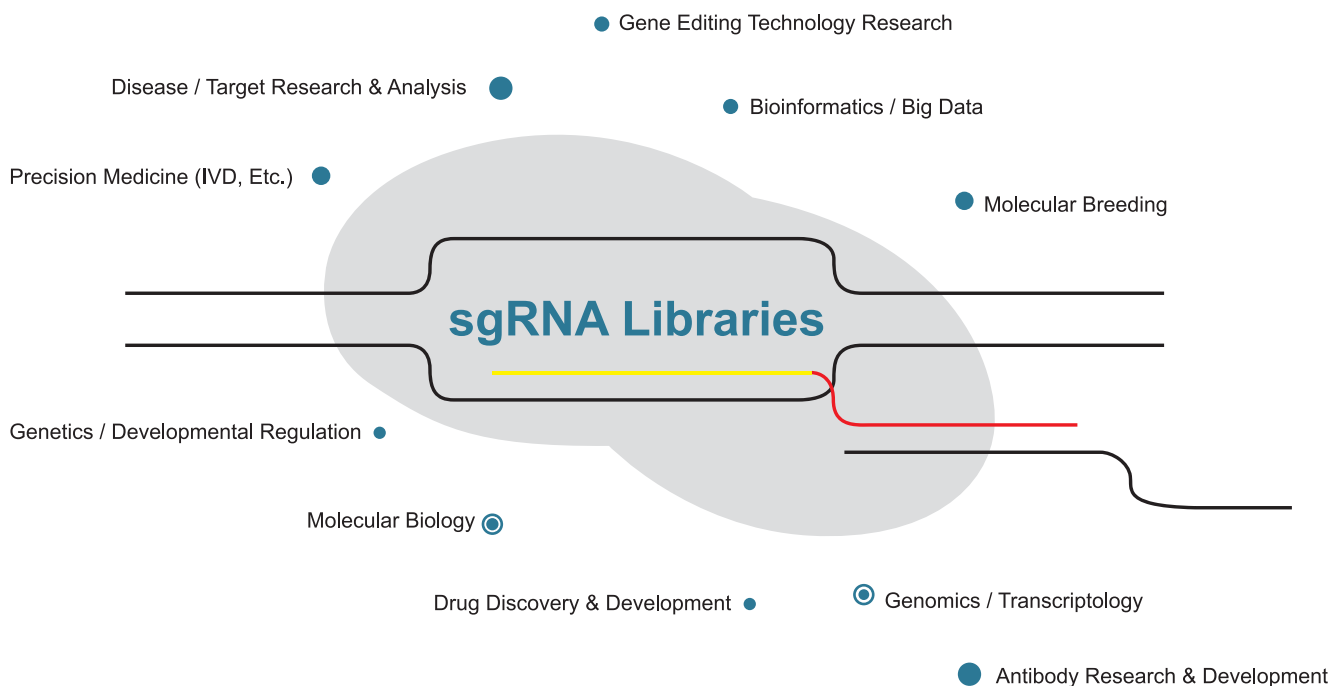 Gene Editing Technology Research
Disease / Target Research & Analysis
Bioinformatics / Big Data
Precision Medicine (IVD, Etc.)
Molecular Breeding
sgRNA Libraries
Genetics / Developmental Regulation
Molecular Biology
Drug Discovery & Development
Genomics / Transcriptology
Antibody Research & Development